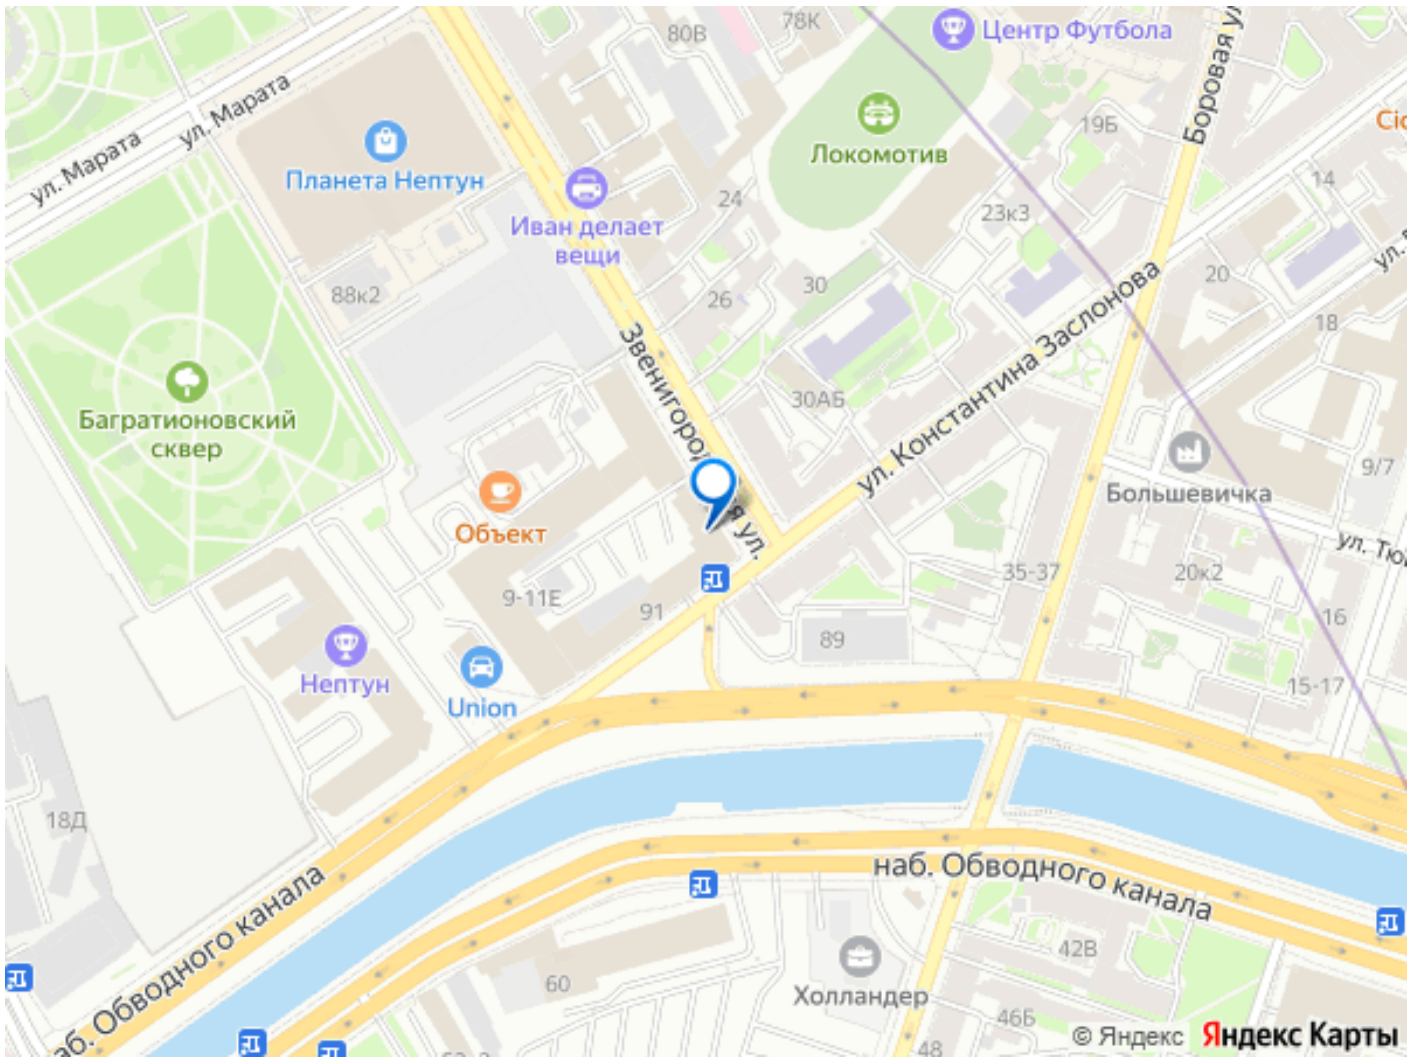 80В
78К
Центр Футбола
Боровая ул
ул. Марата
ул. Марата
Планета Нептун
Локомотив
19Б
Cic
Иван делает
вещи
24
23к3
14
88к2
26
30
20
18
Звенигородская ул.
ул. Константина Заслонова
Багратионовский
сквер
30АБ
9/7
Большевичка
Объект
ул. Тю
9-11Е
91
35-37
20к2
16
89
Нептун
Union
15-17
18Д
наб. Обводного канала
наб. Обводного канала
60
42В
Холландер
46Б
48
© Яндекс
Яндекс Карты